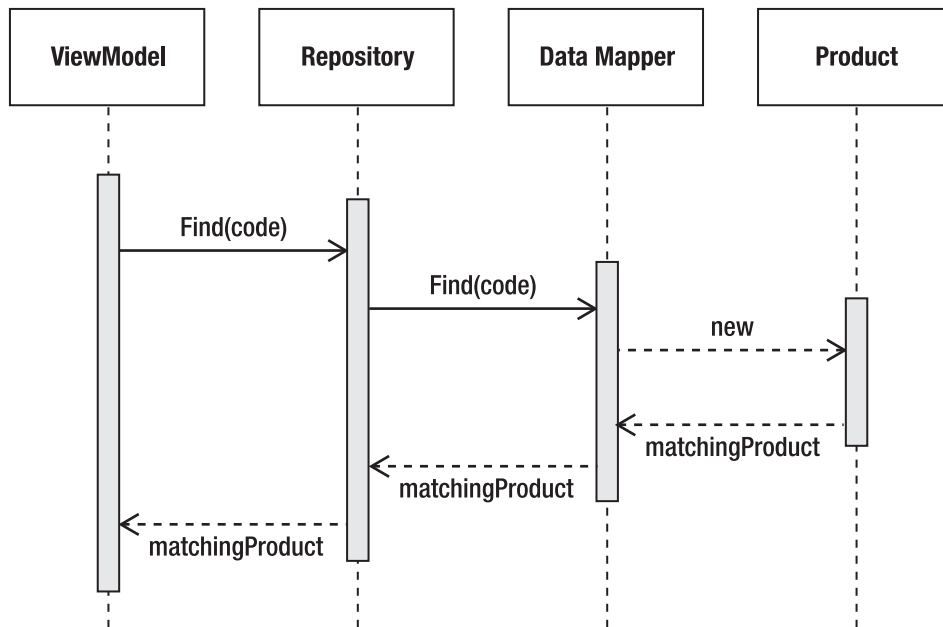 ViewModel
Repository
Data Mapper
Product
Find(code)
Find(code)
new
matchingProduct
matchingProduct
matchingProduct